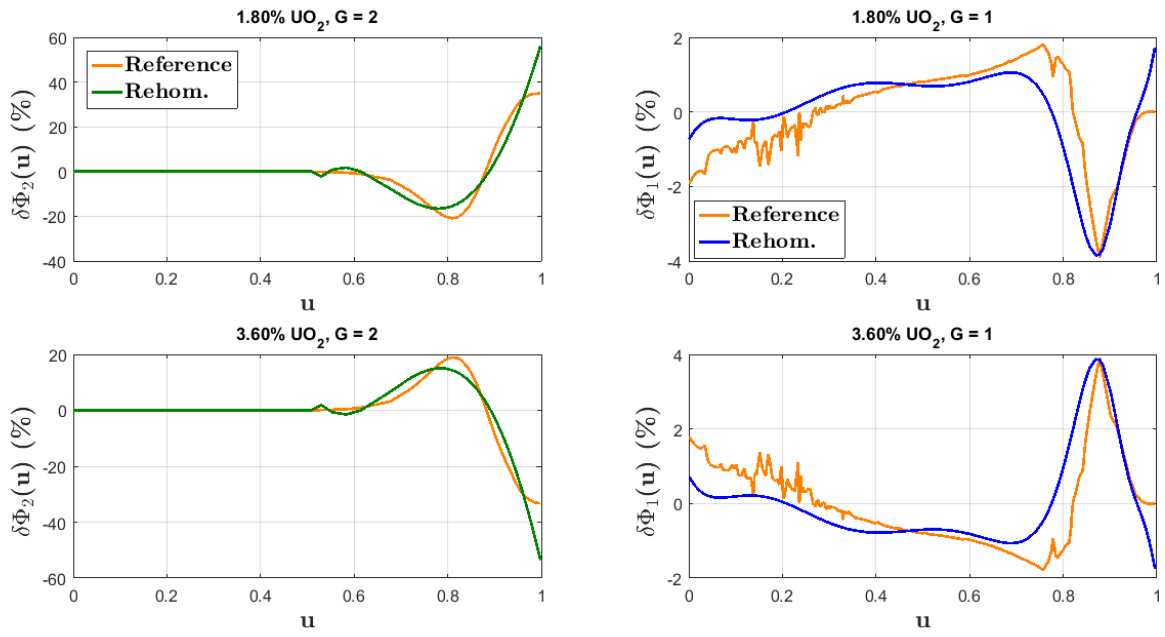 1.80% UO2, G = 2
60
40
20
0
-20
-40
0
0.2
0.4
0.6
0.8
1
δΦ2(u) (%)
u
Reference
Rehom.
1.80% UO2, G = 1
2
0
-2
-4
0
0.2
0.4
0.6
0.8
1
δΦ1(u) (%)
u
Reference
Rehom.
3.60% UO2, G = 2
20
0
-20
-40
-60
0
0.2
0.4
0.6
0.8
1
δΦ2(u) (%)
u
3.60% UO2, G = 1
4
2
0
-2
0
0.2
0.4
0.6
0.8
1
δΦ1(u) (%)
u